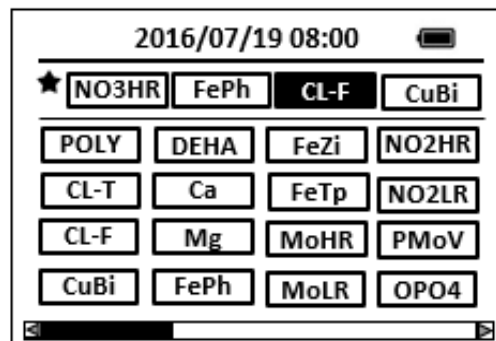 2016/07/19 08:00
NO3HR FePh CL-F CuBi
POLY DEHA FeZi NO2HR
CL-T Ca FeTp NO2LR
CL-F Mg MoHR PMoV
CuBi FePh MoLR OPO4